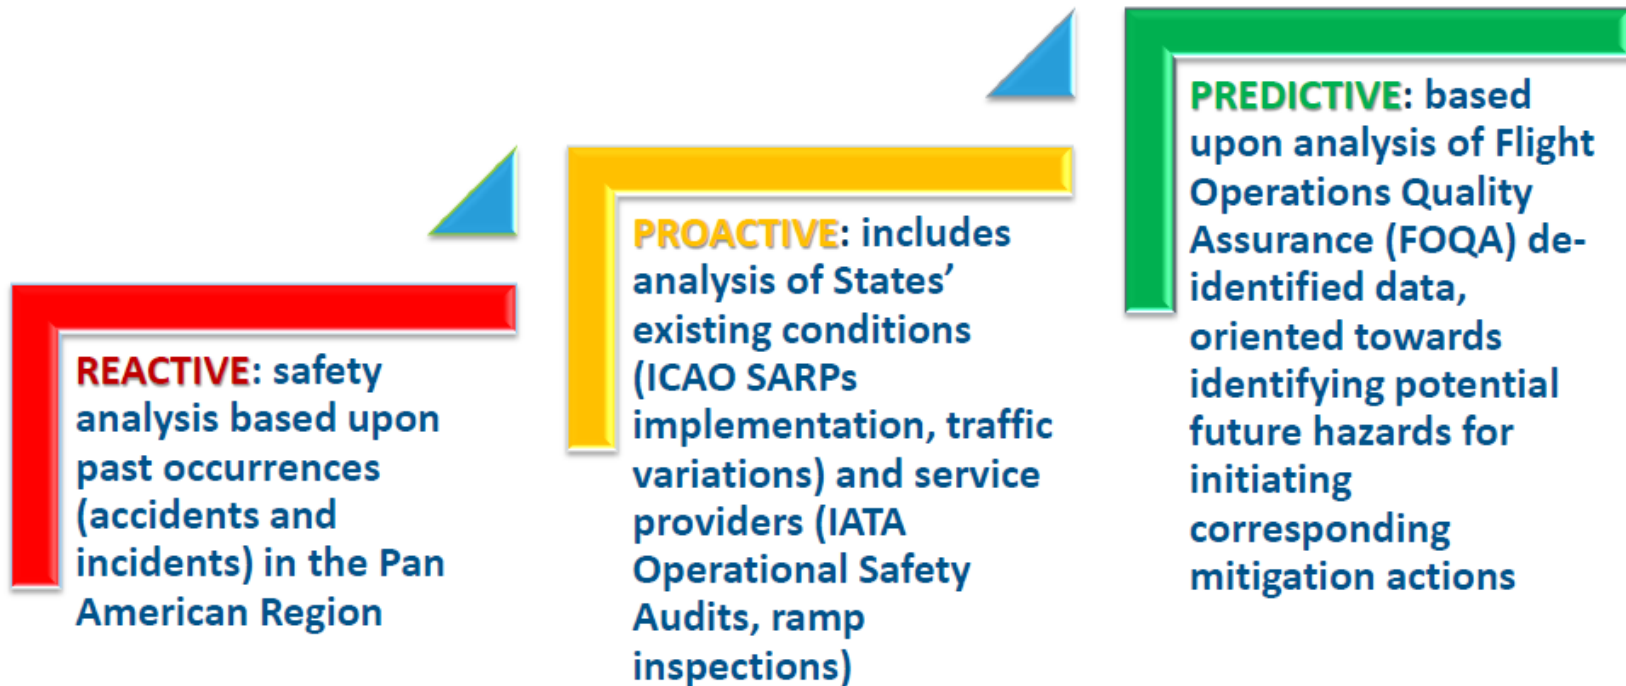 REACTIVE: safety
analysis based upon
past occurrences
(accidents and
incidents) in the Pan
American Region
PROACTIVE: includes
analysis of States’
existing conditions
(ICAO SARPs
implementation, traffic
variations) and service
providers (IATA
Operational Safety
Audits, ramp
inspections)
PREDICTIVE: based
upon analysis of Flight
Operations Quality
Assurance (FOQA) de-
identified data,
oriented towards
identifying potential
future hazards for
initiating
corresponding
mitigation actions